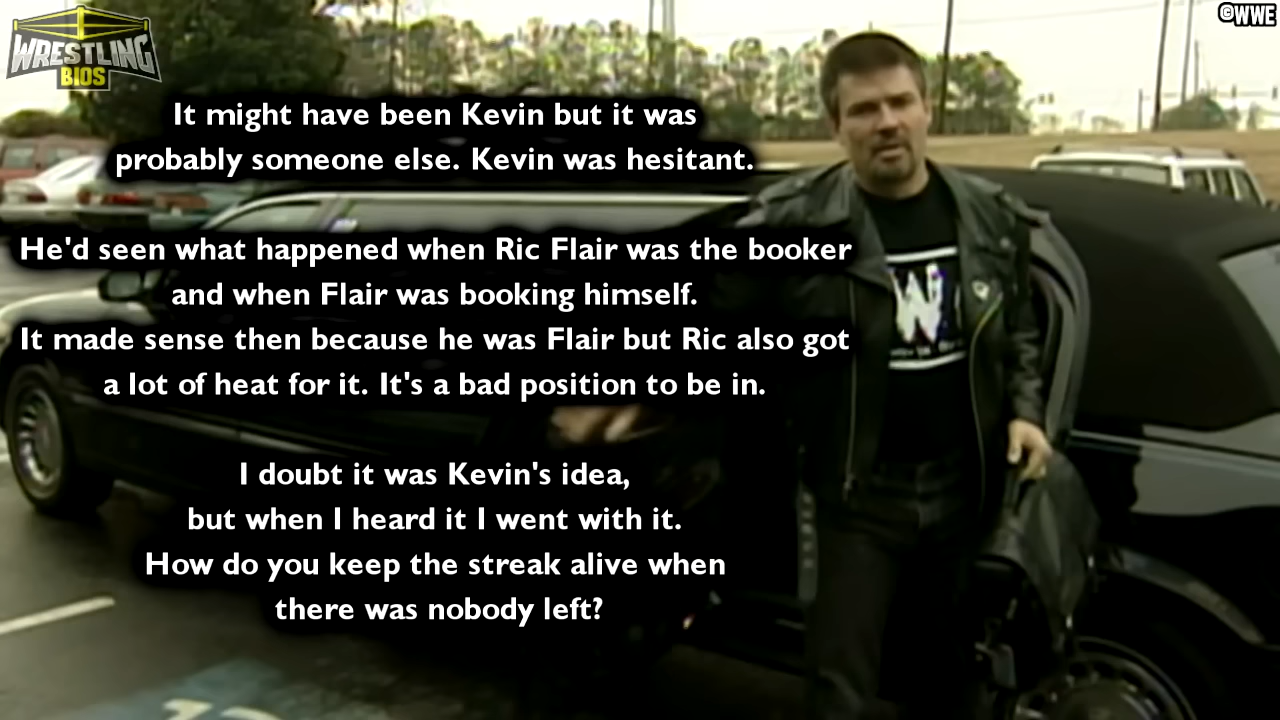 ©WWE
WRESTLING
BIOS
It might have been Kevin but it was
probably someone else. Kevin was hesitant.
He'd seen what happened when Ric Flair was the booker
and when Flair was booking himself.
It made sense then because he was Flair but Ric also got
a lot of heat for it. It's a bad position to be in.
I doubt it was Kevin's idea,
but when I heard it I went with it.
How do you keep the streak alive when
there was nobody left?
W